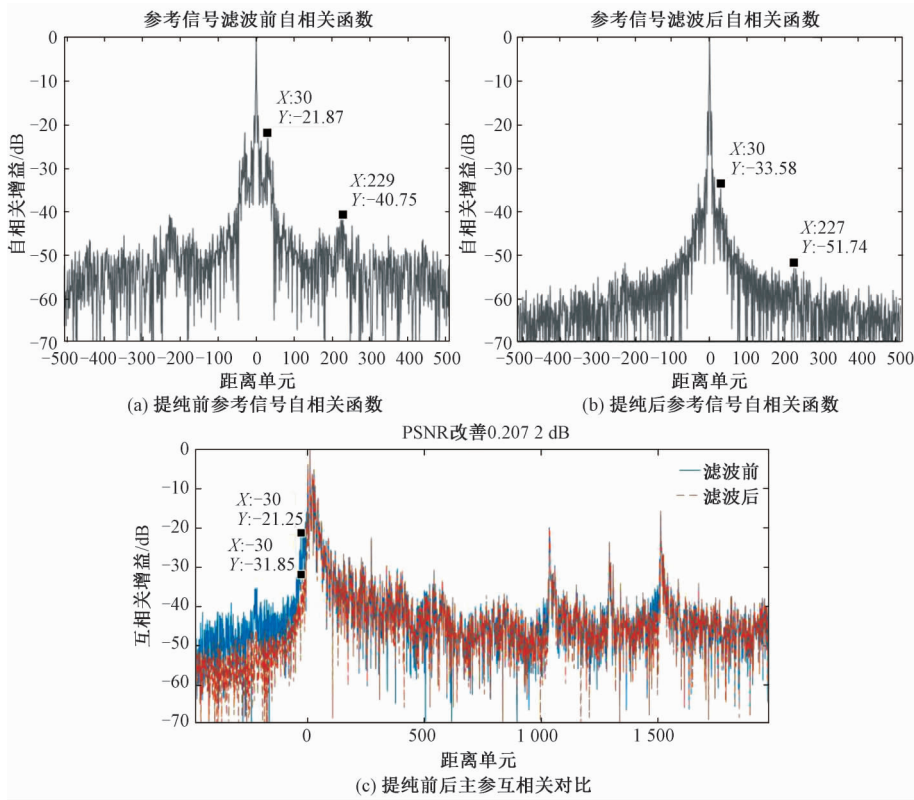 参考信号滤波前自相关函数
0
−10
−20
−30
−40
−50
−60
−70
自相关增益/dB
X:30
Y:−21.87
X:229
Y:−40.75
−500 −400 −300 −200 −100 0 100 200 300 400 500
距离单元
(a) 提纯前参考信号自相关函数
参考信号滤波后自相关函数
0
−10
−20
−30
−40
−50
−60
−70
自相关增益/dB
X:30
Y:−33.58
X:227
Y:−51.74
−500 −400 −300 −200 −100 0 100 200 300 400 500
距离单元
(b) 提纯后参考信号自相关函数
PSNR改善0.207 2 dB
0
−10
−20
−30
−40
−50
−60
−70
互相关增益/dB
X:−30
Y:−21.25
X:−30
Y:−31.85
滤波前
滤波后
0 500 1 000 1 500
距离单元
(c) 提纯前后主参互相关对比